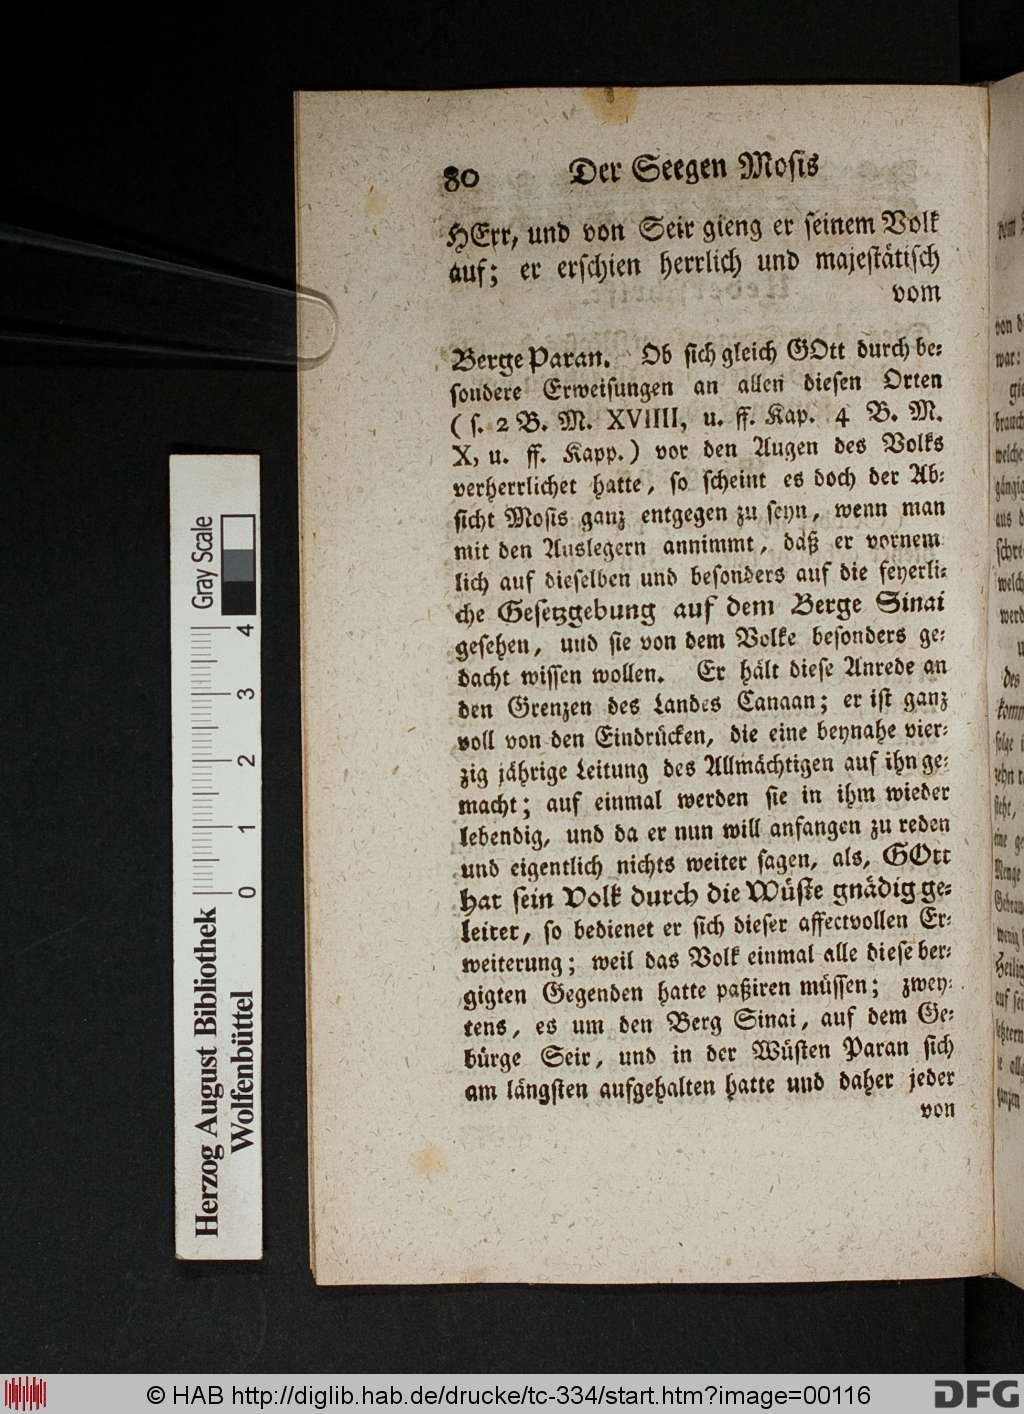 80 Der Seegen Mosis
HErr, und von Seir gieng er seinem Volk
auf; er erschien herrlich und majestätisch
vom
Berge Paran. Ob sich gleich GOtt durch be-
sondere Erweisungen an allen diesen Orten
(s. 2 B. M. XVIIII, u. ff. Kap. 4 B. M.
X, u. ff. Kapp.) vor den Augen des Volks
verherrlichet hatte, so scheint es doch der Ab-
sicht Mosis ganz entgegen zu seyn, wenn man
mit den Auslegern annimmt, daß er vornem
lich auf dieselben und besonders auf die feyerli-
che Gesetzgebung auf dem Berge Sinai
gesehen, und sie von dem Volke besonders ge-
dacht wissen wollen. Er hält diese Anrede an
den Grenzen des Landes Canaan; er ist ganz
voll von den Eindrücken, die eine beynahe vier-
zig jährige Leitung des Allmächtigen auf ihn ge-
macht; auf einmal werden sie in ihm wieder
lebendig, und da er nun will anfangen zu reden
und eigentlich nichts weiter sagen, als, GOtt
hat sein Volk durch die Wüste gnädig ge-
leitet, so bedienet er sich dieser affectvollen Er-
weiterung; weil das Volk einmal alle diese ber-
gigten Gegenden hatte paßiren müssen; zwey-
tens, es um den Berg Sinai, auf dem Ge-
bürge Seir, und in der Wüsten Paran sich
am längsten aufgehalten hatte und daher jeder
von
Gray Scale
0 1 2 3 4
Herzog August Bibliothek
Wolfenbüttel
© HAB http://diglib.hab.de/drucke/tc-334/start.htm?image=00116
DFG